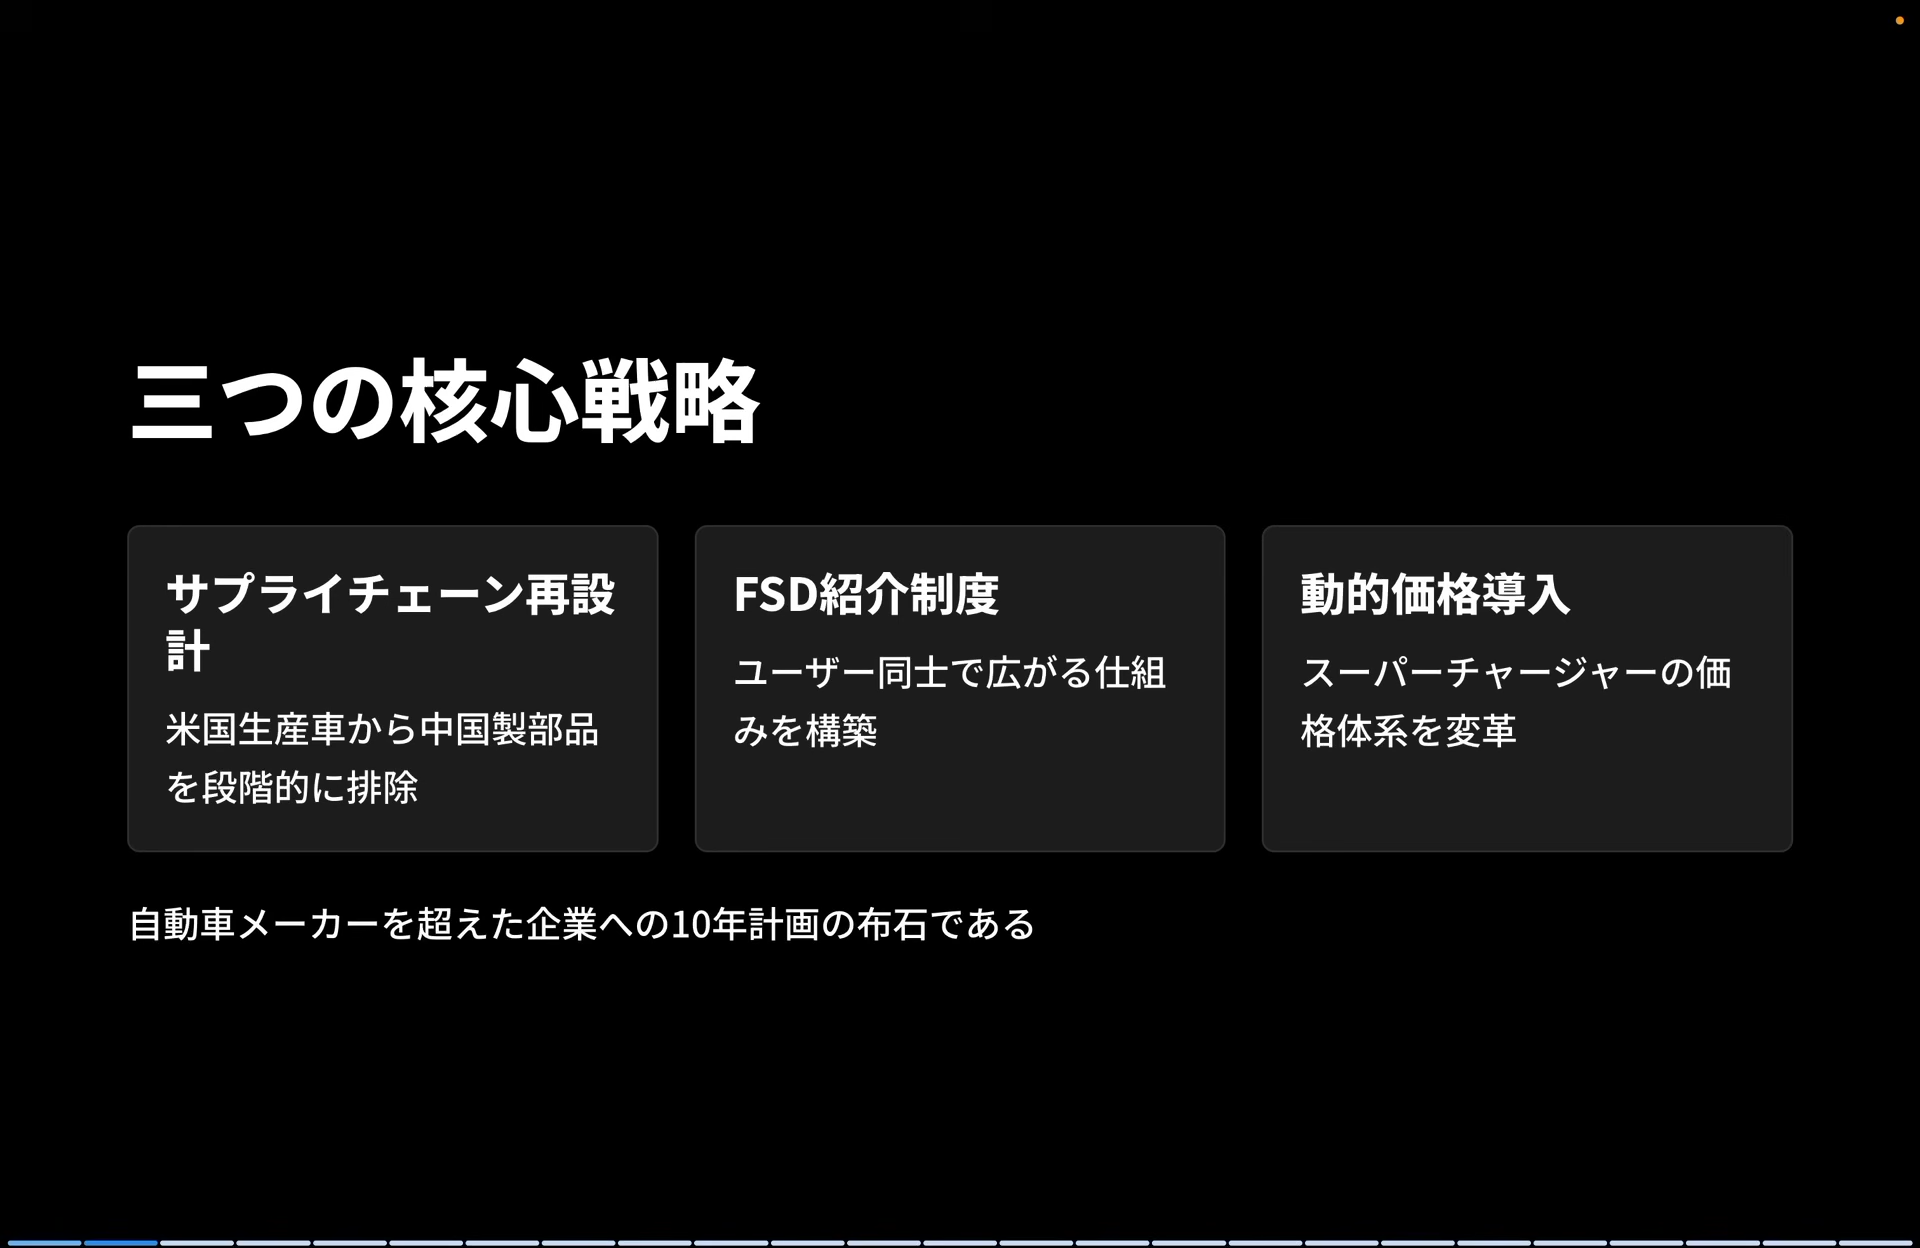 三つの核心戦略
サプライチェーン再設
計
米国生産車から中国製部品
を段階的に排除
FSD紹介制度
ユーザー同士で広がる仕組
みを構築
動的価格導入
スーパーチャージャーの価
格体系を変革
自動車メーカーを超えた企業への10年計画の布石である